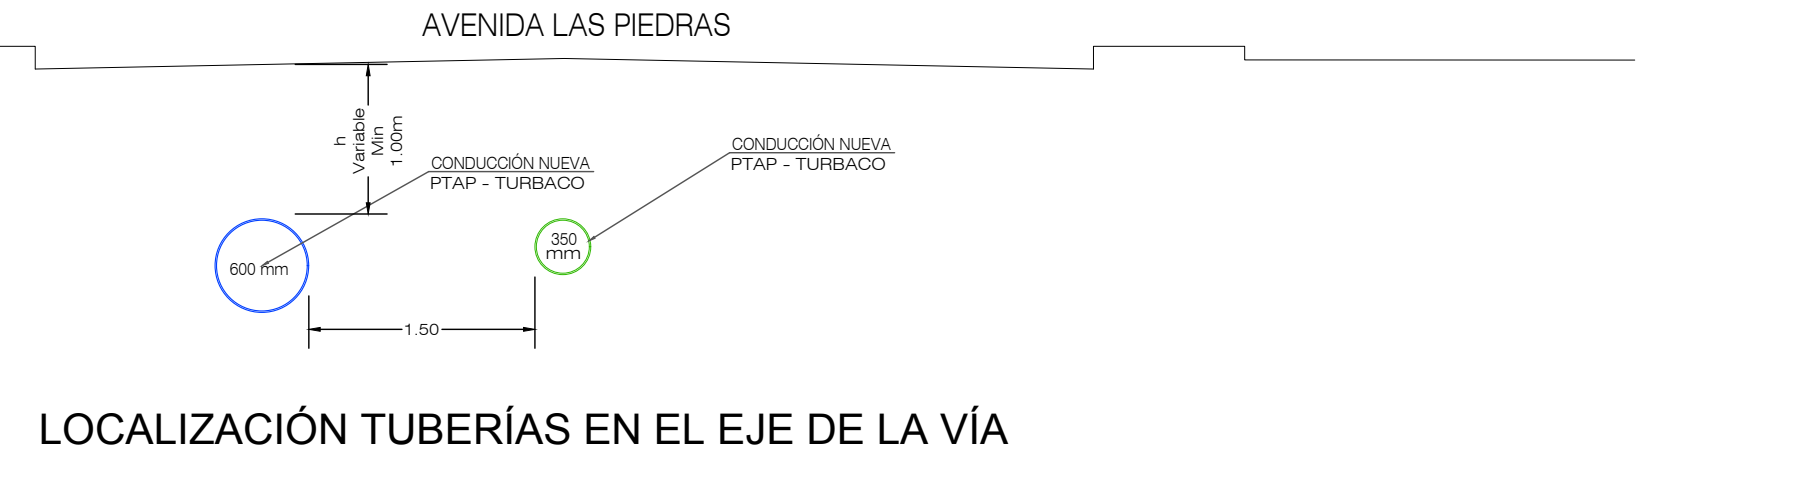 AVENIDA LAS PIEDRAS
h
Variable
Min
1.00m
CONDUCCIÓN NUEVA
PTAP - TURBACO
CONDUCCIÓN NUEVA
PTAP - TURBACO
600 mm
350
mm
1.50
LOCALIZACIÓN TUBERÍAS EN EL EJE DE LA VÍA